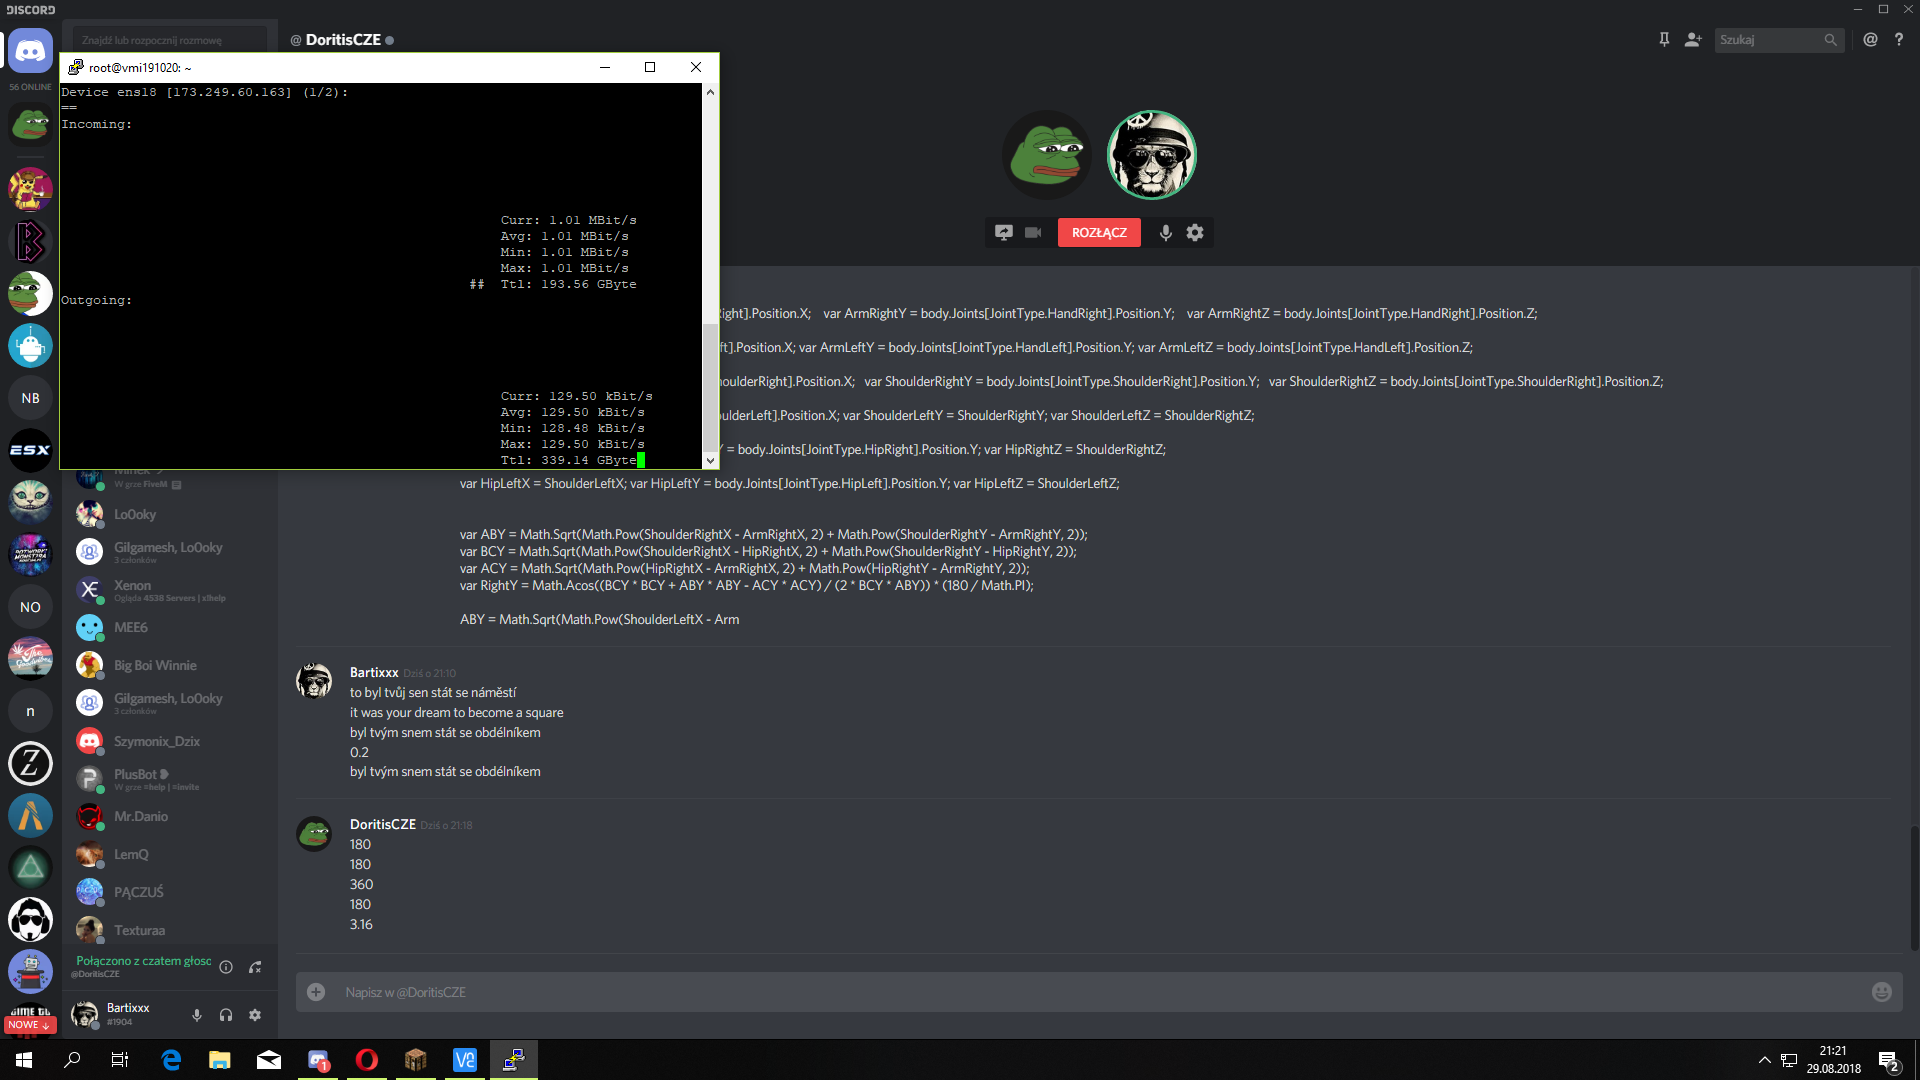 DISCORD
Znajdź lub rozpocznij rozmowę
@ DoritisCZE
Szukaj
56 ONLINE
root@vmi191020: ~
Device ens18 [173.249.60.163] (1/2):
==
Incoming:
Curr: 1.01 MBit/s
Avg: 1.01 MBit/s
Min: 1.01 MBit/s
Max: 1.01 MBit/s
## Ttl: 193.56 GByte
Outgoing:
Curr: 129.50 kBit/s
Avg: 129.50 kBit/s
Min: 128.48 kBit/s
Max: 129.50 kBit/s
Ttl: 339.14 GByte
ROZŁĄCZ
Right].Position.X; var ArmRightY = body.Joints[JointType.HandRight].Position.Y; var ArmRightZ = body.Joints[JointType.HandRight].Position.Z;
].Position.X; var ArmLeftY = body.Joints[JointType.HandLeft].Position.Y; var ArmLeftZ = body.Joints[JointType.HandLeft].Position.Z;
oulderRight].Position.X; var ShoulderRightY = body.Joints[JointType.ShoulderRight].Position.Y; var ShoulderRightZ = body.Joints[JointType.ShoulderRight].Position.Z;
ulderLeft].Position.X; var ShoulderLeftY = ShoulderRightY; var ShoulderLeftZ = ShoulderRightZ;
Y = body.Joints[JointType.HipRight].Position.Y; var HipRightZ = ShoulderRightZ;
var HipLeftX = ShoulderLeftX; var HipLeftY = body.Joints[JointType.HipLeft].Position.Y; var HipLeftZ = ShoulderLeftZ;
var ABY = Math.Sqrt(Math.Pow(ShoulderRightX - ArmRightX, 2) + Math.Pow(ShoulderRightY - ArmRightY, 2));
var BCY = Math.Sqrt(Math.Pow(ShoulderRightX - HipRightX, 2) + Math.Pow(ShoulderRightY - HipRightY, 2));
var ACY = Math.Sqrt(Math.Pow(HipRightX - ArmRightX, 2) + Math.Pow(HipRightY - ArmRightY, 2));
var RightY = Math.Acos((BCY * BCY + ABY * ABY - ACY * ACY) / (2 * BCY * ABY)) * (180 / Math.PI);
ABY = Math.Sqrt(Math.Pow(ShoulderLeftX - Arm
Bartixxx Dziś o 21:10
to byl tvůj sen stát se náměstí
it was your dream to become a square
byl tvým snem stát se obdélníkem
0.2
byl tvým snem stát se obdélníkem
DoritisCZE Dziś o 21:18
180
180
360
180
3.16
Napisz w @DoritisCZE
NB
ESX
NO
n
NOWE ↓
W grze FiveM
Lo0oky
Gilgamesh, Lo0oky
3 członków
Xenon
Ogląda 4538 Servers | x!help
MEE6
Big Boi Winnie
Gilgamesh, Lo0oky
3 członków
Szymonix_Dzix
PlusBot
W grze =help | =invite
Mr.Danio
LemQ
PĄCZUŚ
Texturaa
Połączono z czatem głosc
@DoritisCZE
Bartixxx
#1904
1
21:21
29.08.2018
2